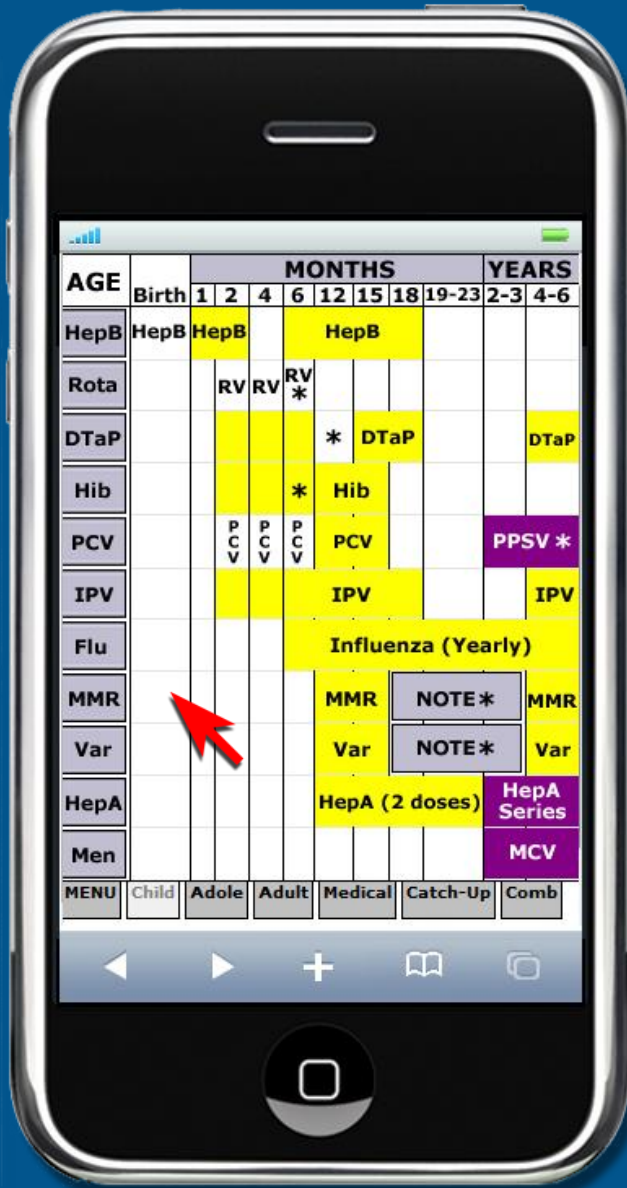 AGE Birth MONTHS YEARS
1 2 4 6 12 15 18 19-23 2-3 4-6
HepB HepB HepB HepB
Rota RV RV RV *
DTaP * DTaP DTaP
Hib * Hib
PCV PCV PCV PCV PCV PPSV *
IPV IPV IPV
Flu Influenza (Yearly)
MMR MMR NOTE * MMR
Var Var NOTE * Var
HepA HepA (2 doses) HepA Series
Men MCV
MENU Child Adole Adult Medical Catch-Up Comb